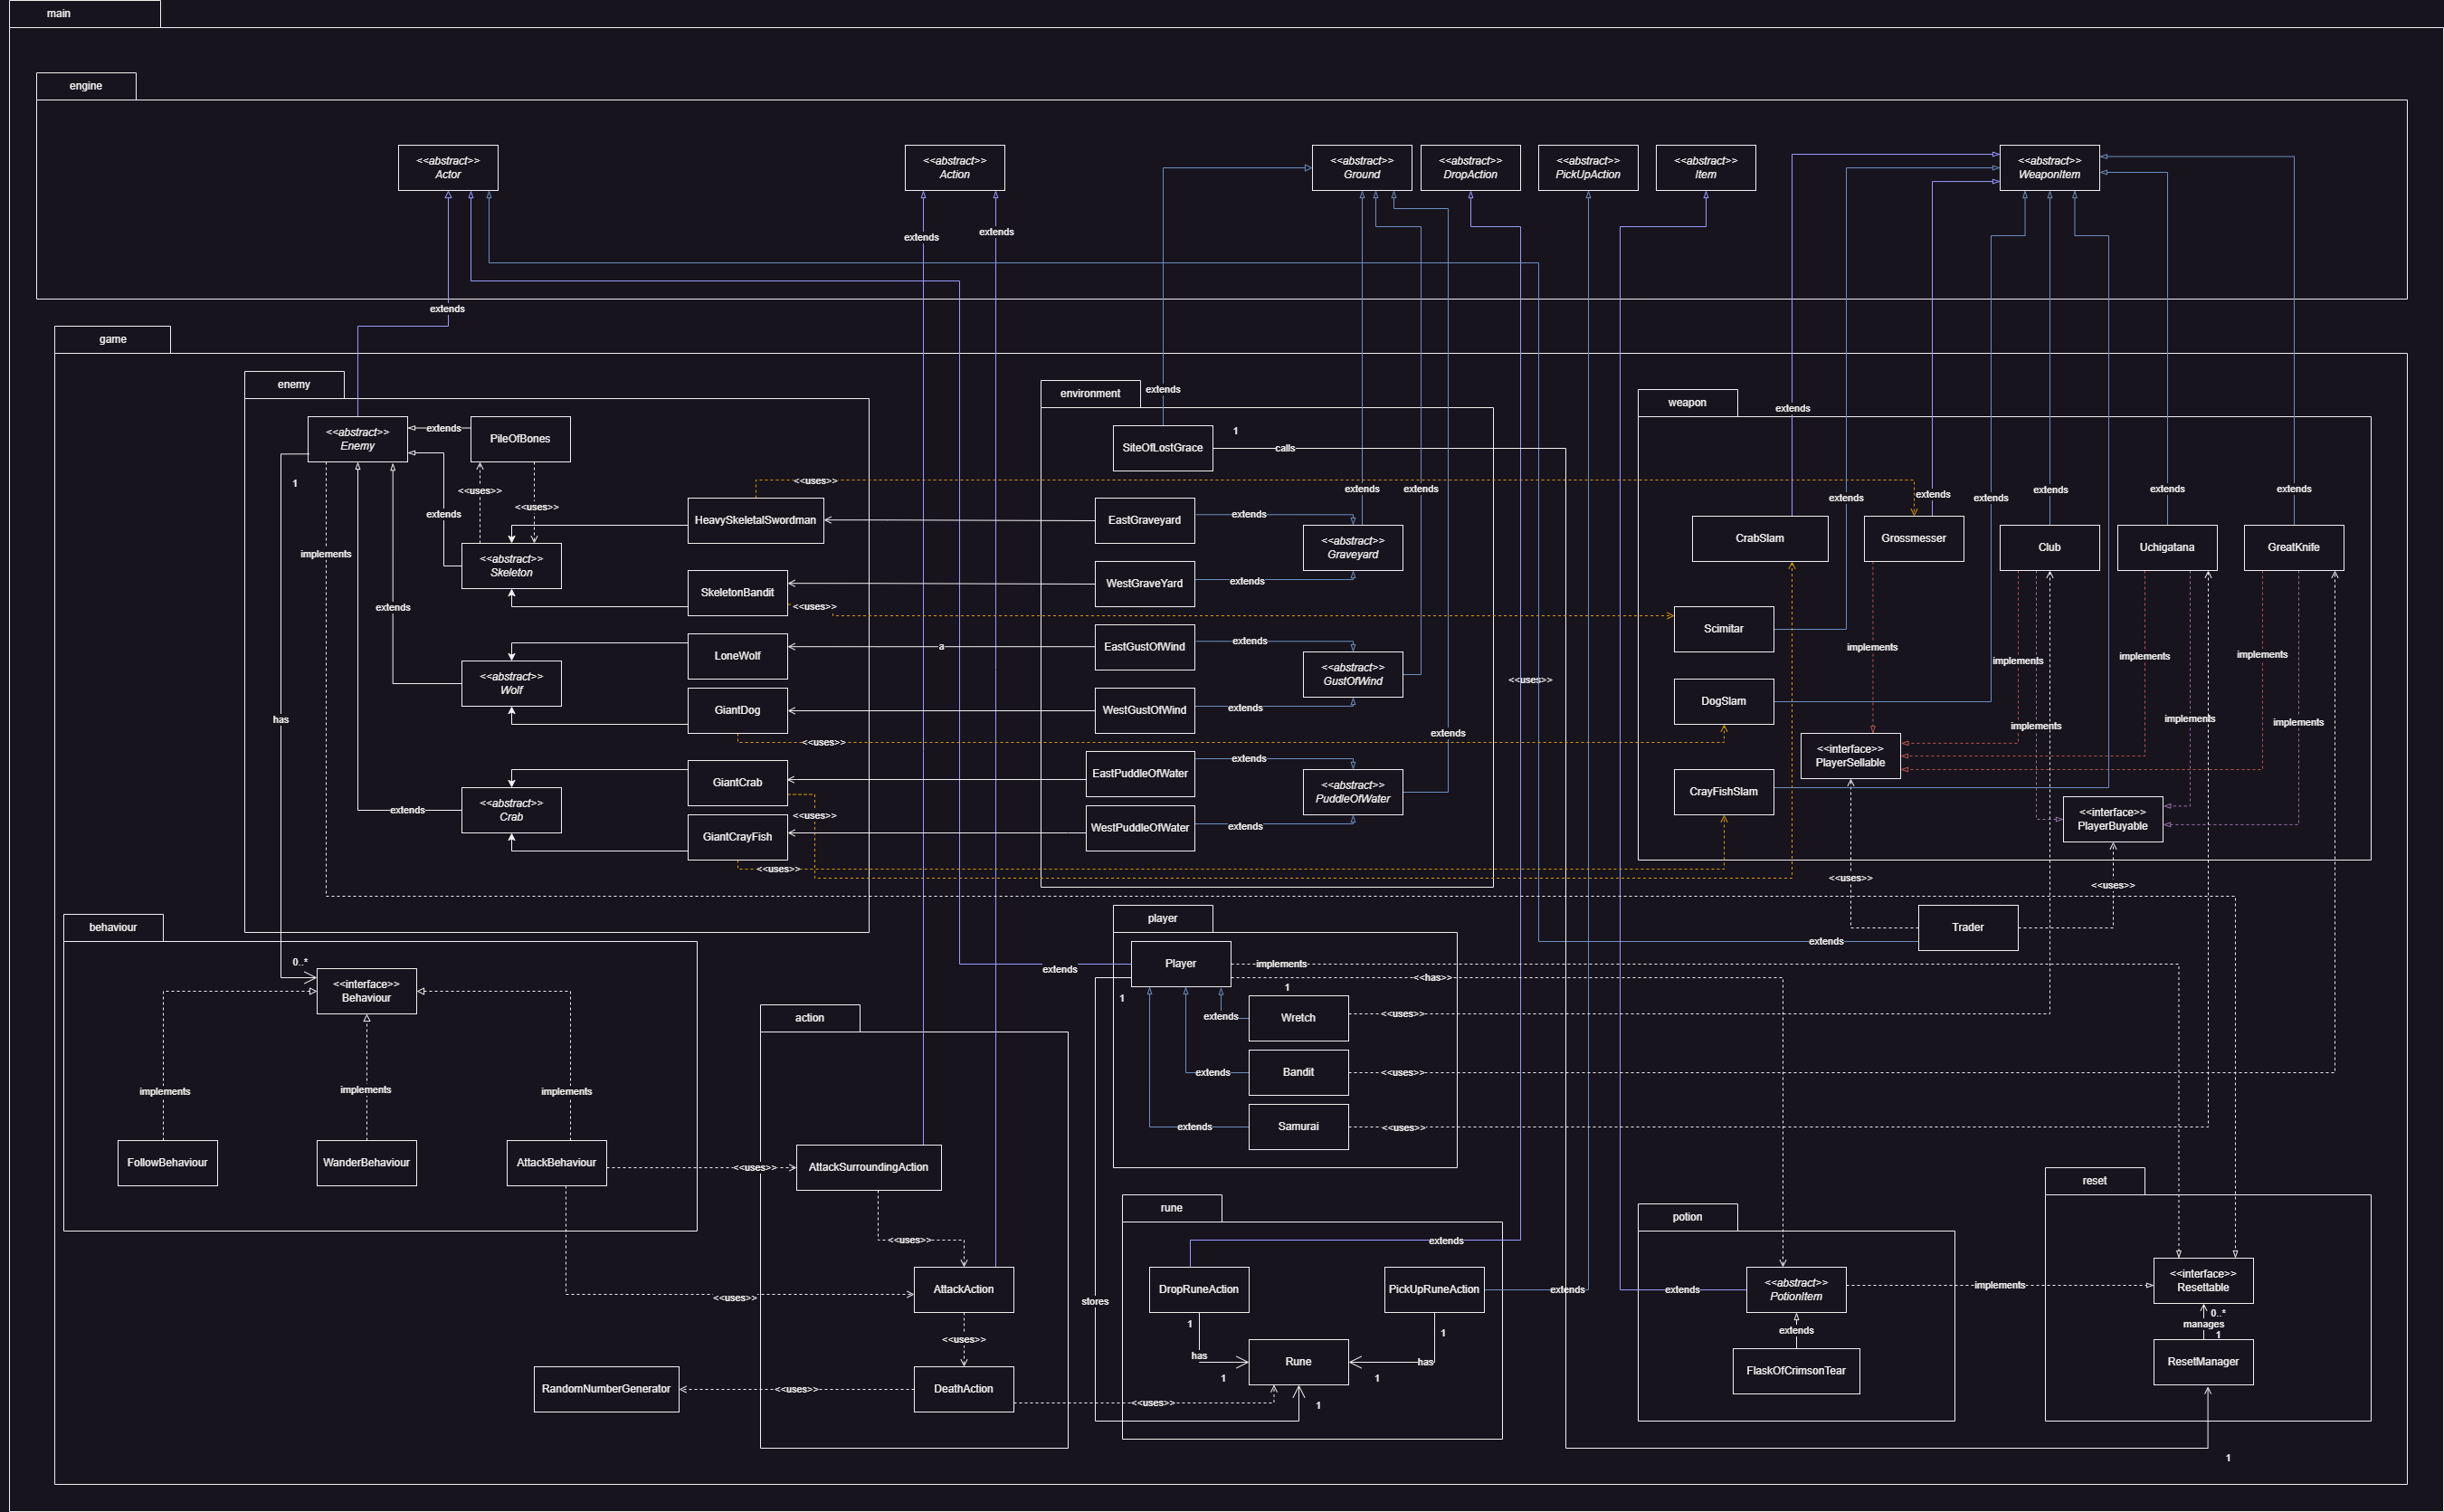 main
engine
<<abstract>>
Actor
<<abstract>>
Action
<<abstract>>
Ground
<<abstract>>
DropAction
<<abstract>>
PickUpAction
<<abstract>>
Item
<<abstract>>
WeaponItem
extends
extends
extends
game
enemy
<<abstract>>
Enemy
extends
PileOfBones
1
<<uses>>
<<uses>>
extends
implements
<<abstract>>
Skeleton
HeavySkeletalSwordman
<<uses>>
SkeletonBandit
<<uses>>
extends
<<abstract>>
Wolf
LoneWolf
a
GiantDog
<<uses>>
has
extends
<<abstract>>
Crab
GiantCrab
<<uses>>
GiantCrayFish
<<uses>>
environment
extends
SiteOfLostGrace
1
calls
extends
extends
EastGraveyard
extends
<<abstract>>
Graveyard
WestGraveYard
extends
EastGustOfWind
extends
<<abstract>>
GustOfWind
WestGustOfWind
extends
extends
<<uses>>
EastPuddleOfWater
extends
<<abstract>>
PuddleOfWater
WestPuddleOfWater
extends
weapon
extends
extends
extends
extends
extends
extends
extends
CrabSlam
Grossmesser
Club
Uchigatana
GreatKnife
Scimitar
implements
implements
implements
implements
DogSlam
implements
implements
implements
<<interface>>
PlayerSellable
CrayFishSlam
<<interface>>
PlayerBuyable
<<uses>>
<<uses>>
Trader
extends
behaviour
0..*
<<interface>>
Behaviour
implements
implements
implements
FollowBehaviour
WanderBehaviour
AttackBehaviour
<<uses>>
<<uses>>
action
AttackSurroundingAction
<<uses>>
AttackAction
<<uses>>
DeathAction
<<uses>>
RandomNumberGenerator
<<uses>>
player
Player
extends
implements
<<has>>
1
1
extends
Wretch
<<uses>>
extends
Bandit
<<uses>>
extends
Samurai
<<uses>>
stores
rune
extends
DropRuneAction
PickUpRuneAction
extends
1
1
has
has
Rune
1
1
1
potion
extends
<<abstract>>
PotionItem
implements
extends
FlaskOfCrimsonTear
reset
<<interface>>
Resettable
0..*
manages
1
ResetManager
1